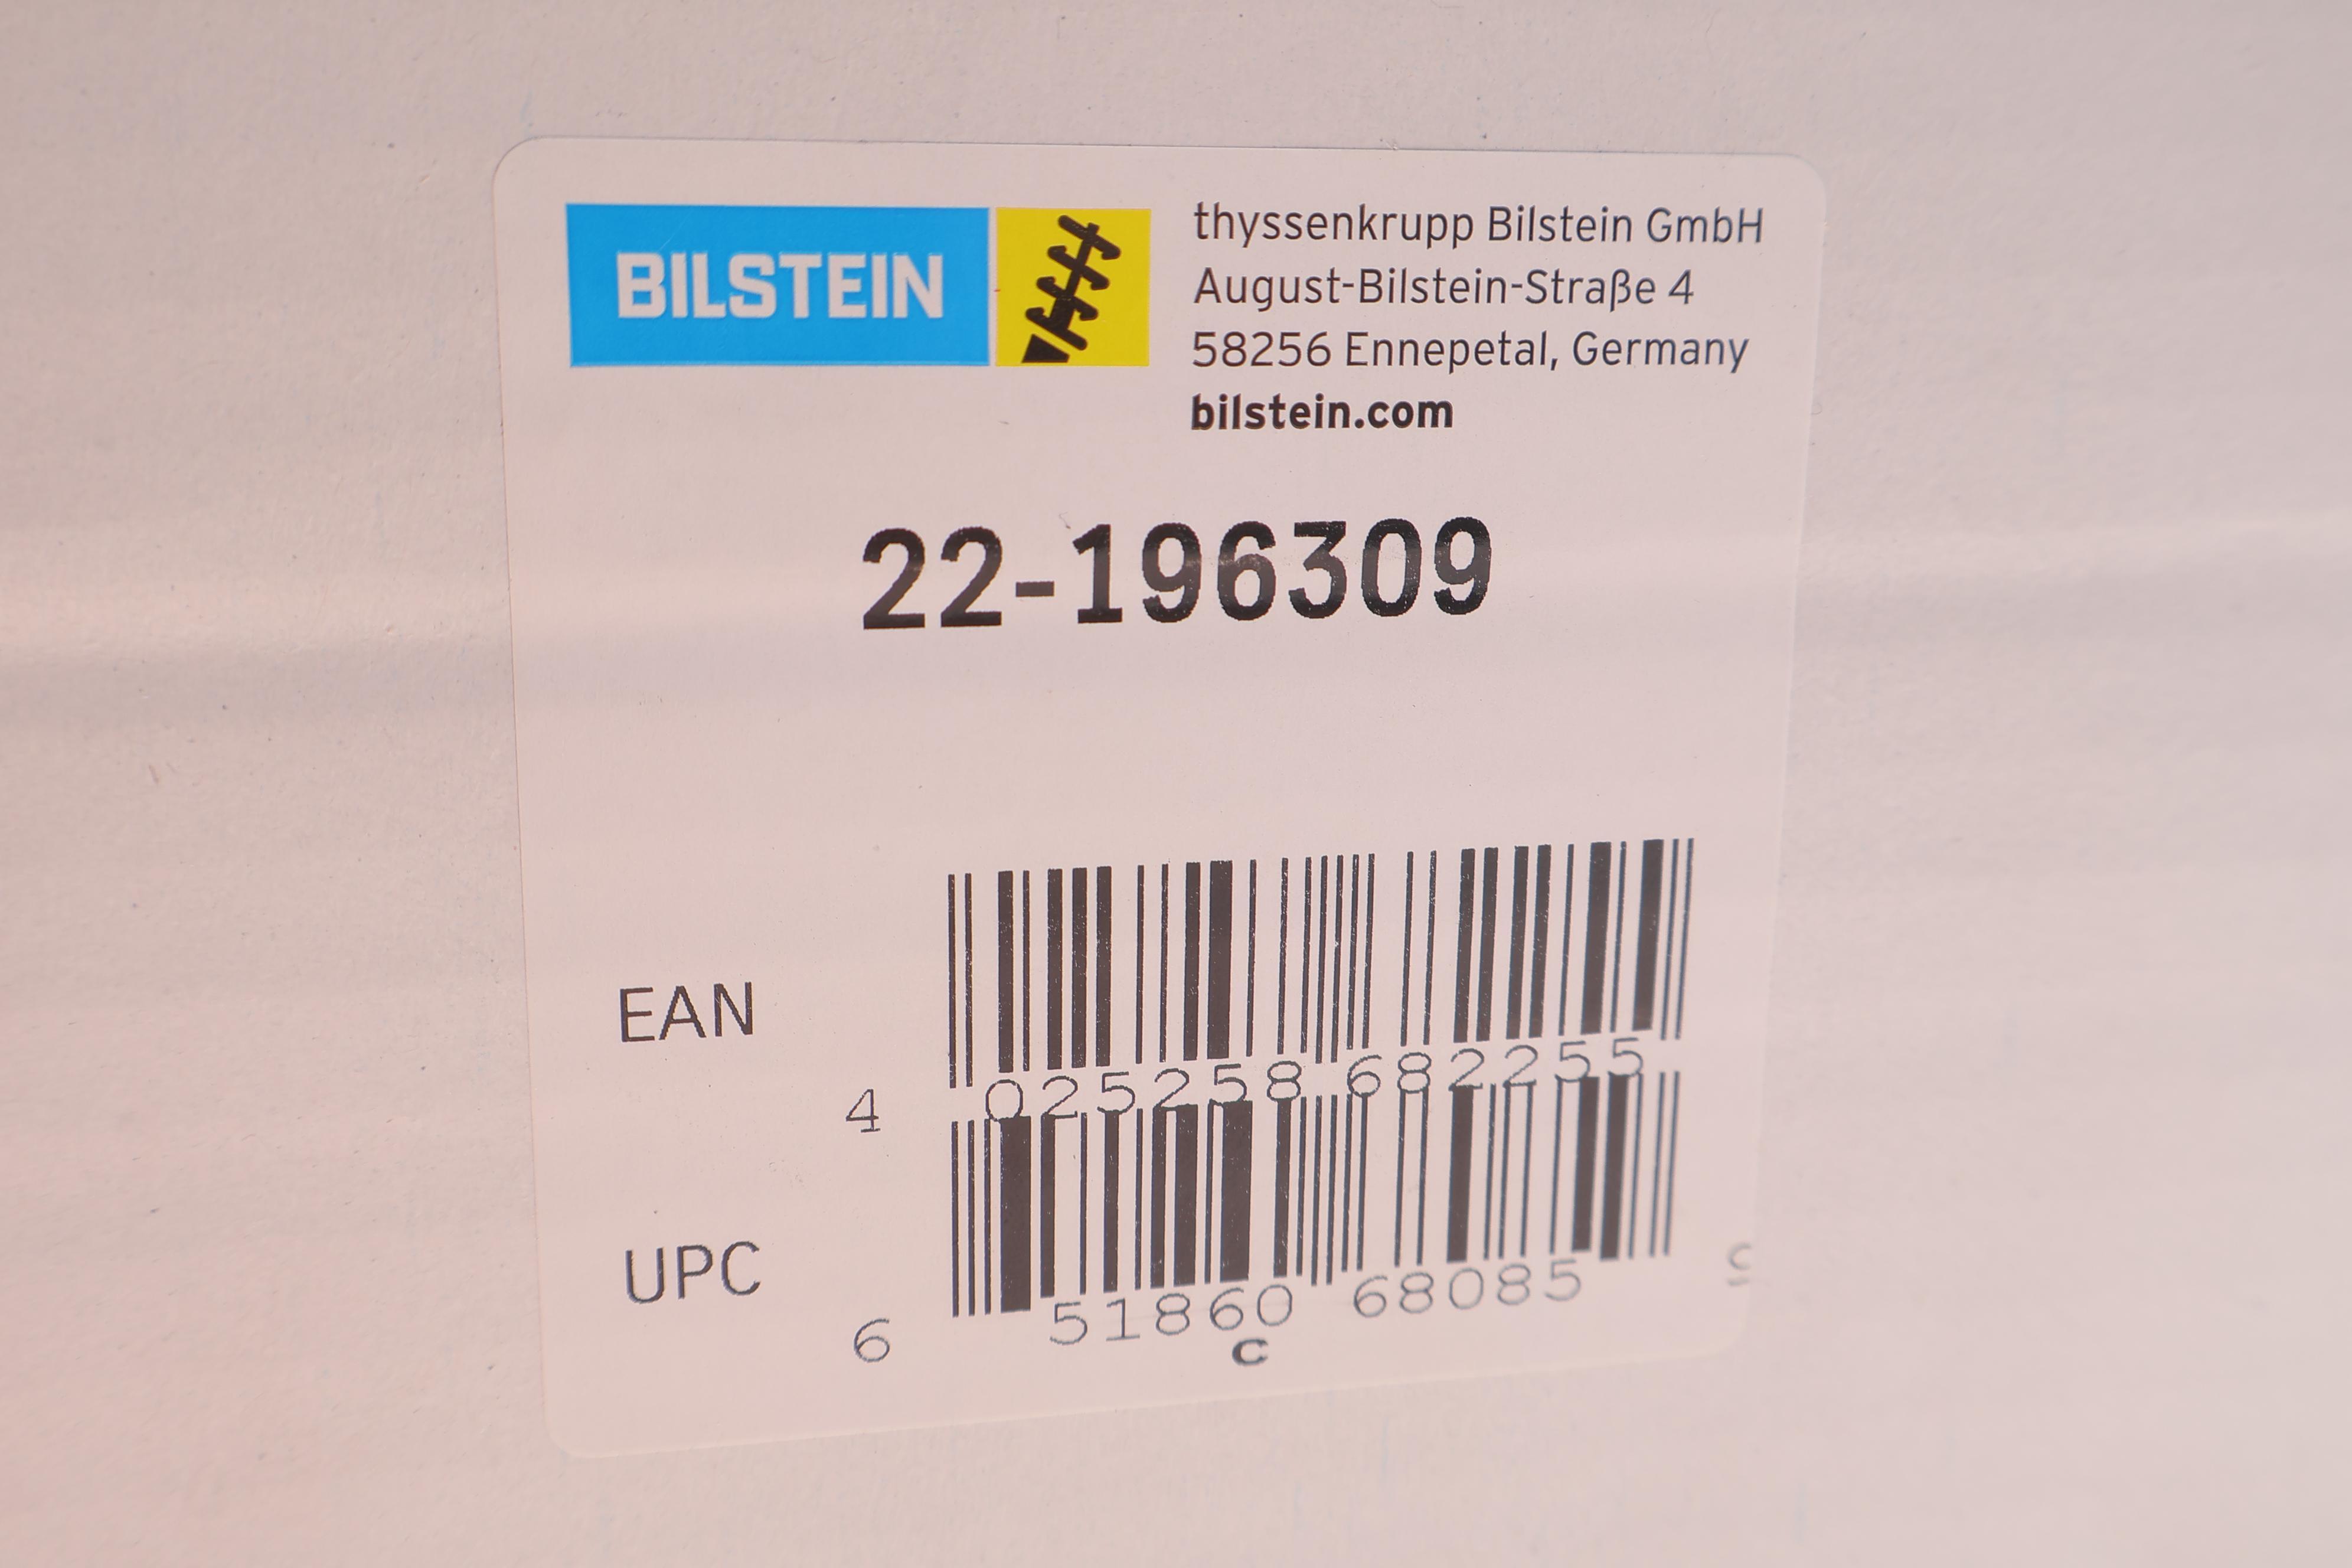 BILSTEIN
thyssenkrupp Bilstein GmbH
August-Bilstein-Straße 4
58256 Ennepetal, Germany
bilstein.com
22-196309
EAN
4 025258 682255
UPC
6 51860 68085
C